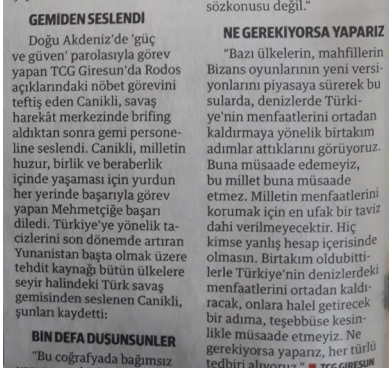 GEMİDEN SESLENDİ
Doğu Akdeniz'de 'güç
ve güven' parolasıyla görev
yapan TCG Giresun'da Rodos
açıklarındaki nöbet görevini
teftiş eden Canikli, savaş
harekât merkezinde brifing
aldıktan sonra gemi persone-
line seslendi. Canikli, milletin
huzur, birlik ve beraberlik
içinde yaşaması için yurdun
her yerinde başarıyla görev
yapan Mehmetçiğe başarı
diledi. Türkiye'ye yönelik ta-
cizlerini son dönemde artıran
Yunanistan başta olmak üzere
tehdit kaynağı bütün ülkelere
seyir halindeki Türk savaş
gemisinden seslenen Canikli,
şunları kaydetti:
BİN DEFA DÜŞÜNSÜNLER
"Bu coğrafyada bağımsız
sözkonusu değil."
NE GEREKİYORSA YAPARIZ
"Bazı ülkelerin, mahfillerin
Bizans oyunlarının yeni versi-
yonlarını piyasaya sürerek bu
sularda, denizlerde Türki-
ye'nin menfaatlerini ortadan
kaldırmaya yönelik birtakım
adımlar attıklarını görüyoruz.
Buna müsaade edemeyiz,
bu millet buna müsaade
etmez. Milletin menfaatlerini
korumak için en ufak bir taviz
dahi verilmeyecektir. Hiç
kimse yanlış hesap içerisinde
olmasın. Birtakım oldubitti-
lerle Türkiye'nin denizlerdeki
menfaatlerini ortadan kaldı-
racak, onlara halel getirecek
bir adıma, teşebbüse kesin-
likle müsaade etmeyiz. Ne
gerekiyorsa yaparız, her türlü
tedbiri alıyoruz." ■ TCG GİRESUN